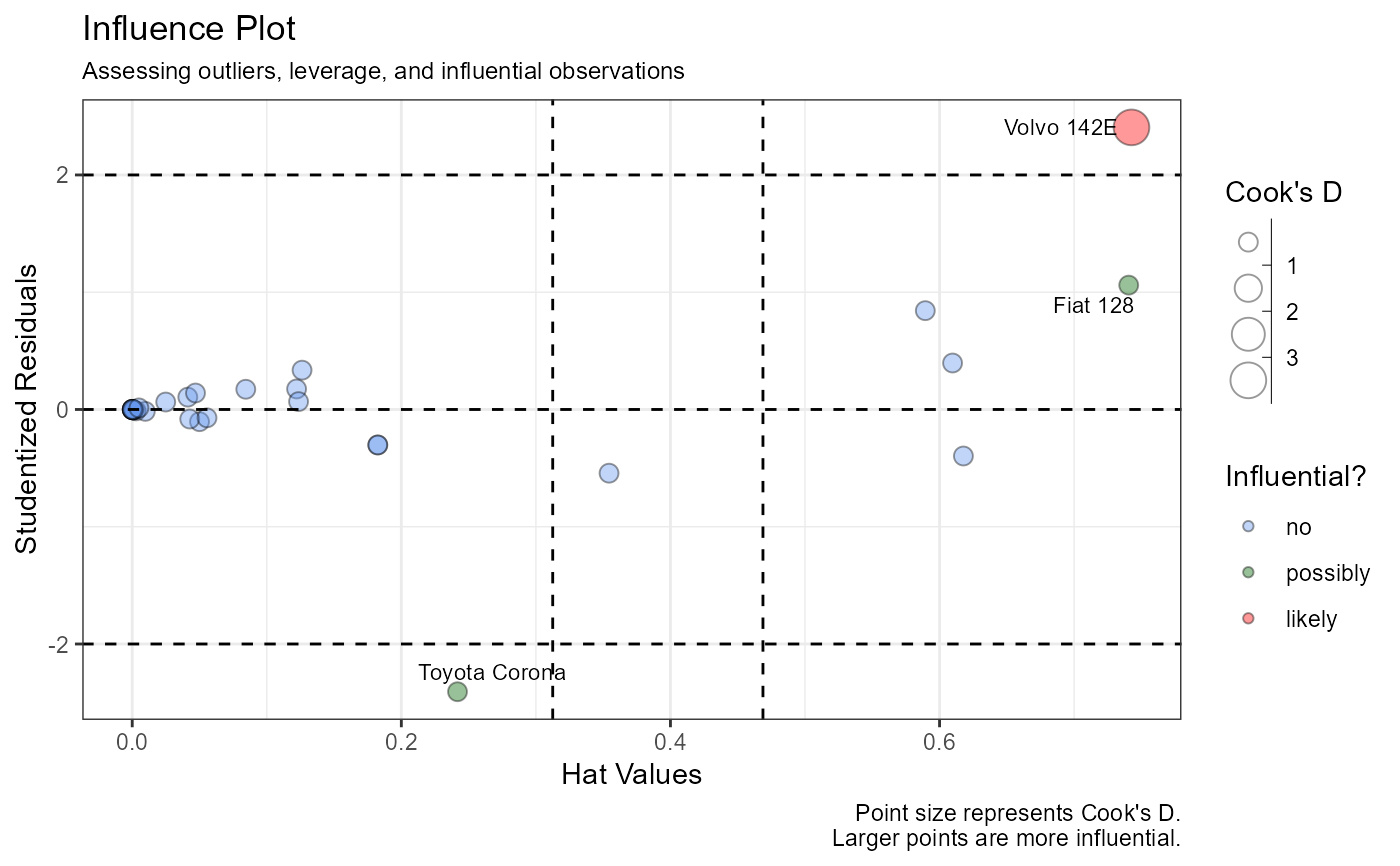 Influence Plot
Assessing outliers, leverage, and influential observations
Studentized Residuals
2
0
-2
Volvo 142E
Fiat 128
Toyota Corona
0.0
0.2
0.4
0.6
Hat Values
Cook's D
1
2
3
Influential?
no
possibly
likely
Point size represents Cook's D.
Larger points are more influential.